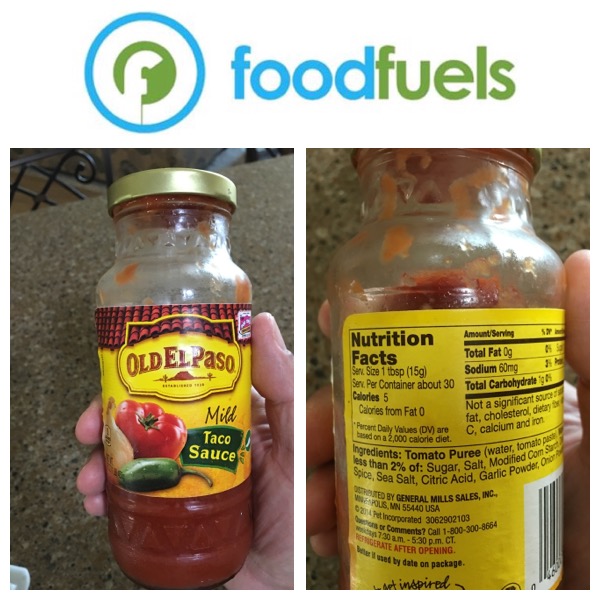 foodfuels
OLD EL PASO
ESTABLISHED 1938
Mild
Taco
Sauce
Nutrition
Facts
Serv. Size 1 tbsp (15g)
Serv. Per Container about 30
Calories 5
Calories from Fat 0
* Percent Daily Values (DV) are
based on a 2,000 calorie diet.
Amount/Serving % DV*
Total Fat 0g 0%
Sodium 60mg 3%
Total Carbohydrate 1g 0%
Not a significant source of
fat, cholesterol, dietary
C, calcium and iron.
Ingredients: Tomato Puree (water, tomato paste),
less than 2% of: Sugar, Salt, Modified Corn Starch,
Spice, Sea Salt, Citric Acid, Garlic Powder, Onion
DISTRIBUTED BY GENERAL MILLS SALES, INC.,
MINNEAPOLIS, MN 55440 USA
© 2014 Pet Incorporated 3062902103
Questions or Comments? Call 1-800-300-8664
weekdays 7:30 a.m. - 5:30 p.m. CT.
REFRIGERATE AFTER OPENING.
Better if used by date on package.
get inspired